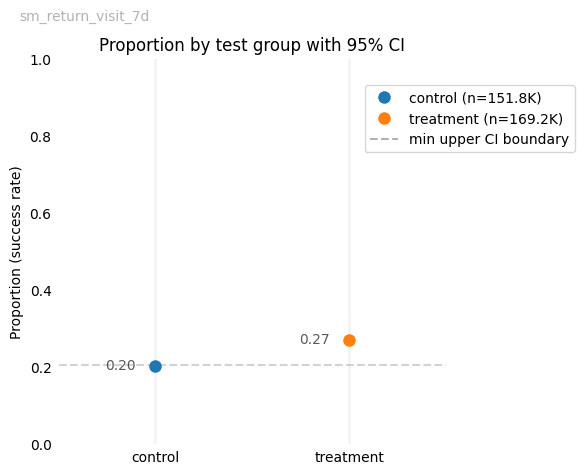 sm_return_visit_7d
Proportion by test group with 95% CI
1.0
0.8
0.6
0.4
0.2
0.0
Proportion (success rate)
control (n=151.8K)
treatment (n=169.2K)
min upper CI boundary
0.20
0.27
control
treatment